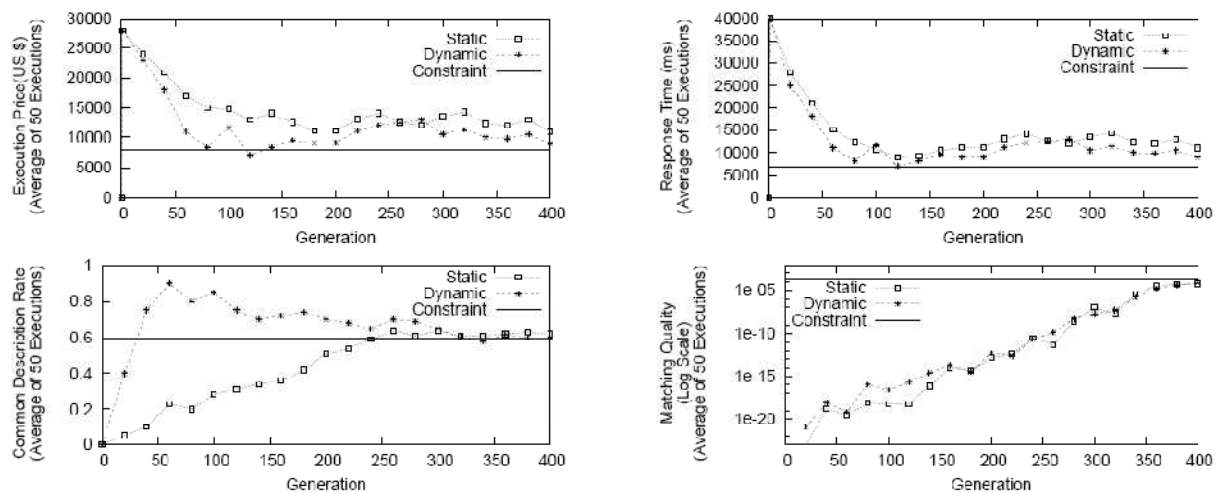 Execution Price(US $)
(Average of 50 Executions)
30000
25000
20000
15000
10000
5000
0
Static
Dynamic
Constraint
0 50 100 150 200 250 300 350 400
Generation
Response Time (ms)
(Average of 50 Executions)
40000
35000
30000
25000
20000
15000
10000
5000
0
Static
Dynamic
Constraint
0 50 100 150 200 250 300 350 400
Generation
Common Description Rate
(Average of 50 Executions)
1
0.8
0.6
0.4
0.2
0
Static
Dynamic
Constraint
0 50 100 150 200 250 300 350 400
Generation
Matching Quality
(Log Scale)
(Average of 50 Executions)
1e-05
1e-10
1e-15
1e-20
Static
Dynamic
Constraint
0 50 100 150 200 250 300 350 400
Generation